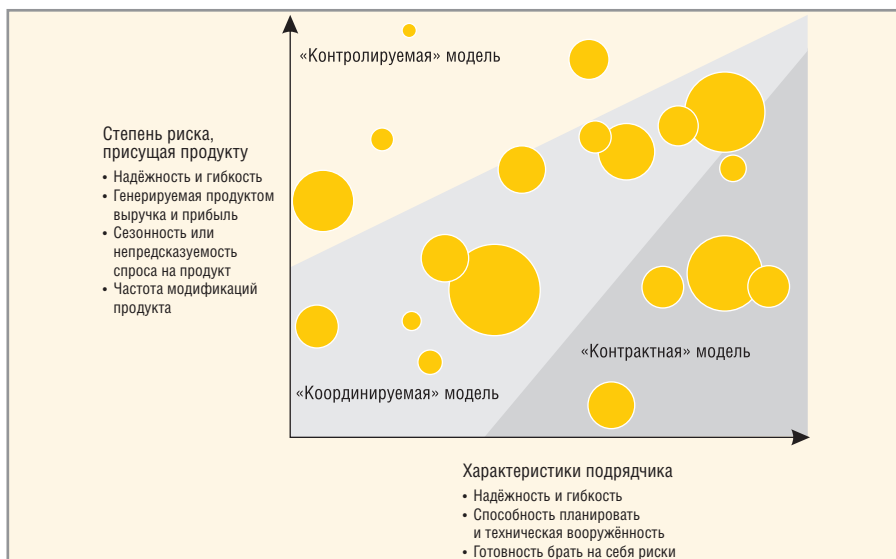 «Контролируемая» модель
Степень риска,
присущая продукту
• Надёжность и гибкость
• Генерируемая продуктом
выручка и прибыль
• Сезонность или
непредсказуемость
спроса на продукт
• Частота модификаций
продукта
«Контрактная» модель
«Координируемая» модель
Характеристики подрядчика
• Надёжность и гибкость
• Способность планировать
и техническая вооружённость
• Готовность брать на себя риски